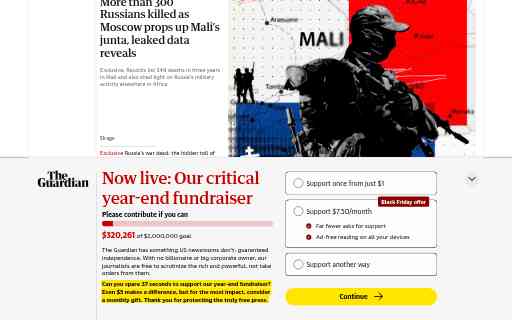 More than 300
Russians killed as
Moscow props up Mali's
junta, leaked data
reveals
Exclusive: Records list 349 deaths in three years
in Mali and also shed light on Russia's military
activity elsewhere in Africa
5h ago
Exclusive Russia's war dead: the hidden toll of
Araouane
MALI
The
Guardian
Now live: Our critical
year-end fundraiser
Please contribute if you can
$320,261 of $2,000,000 goal
The Guardian has something US newsrooms don't- guaranteed
independence. With no billionaire or big corporate owner, our
journalists are free to scrutinize the rich and powerful, not take
orders from them.
Can you spare 37 seconds to support our year-end fundraiser?
Even $5 makes a difference, but for the most impact, consider
a monthly gift. Thank you for protecting the truly free press.
Support once from just $1
Black Friday offer
Support $7.50/month
Far fewer asks for support
Ad-free reading on all your devices
Support another way
Continue →